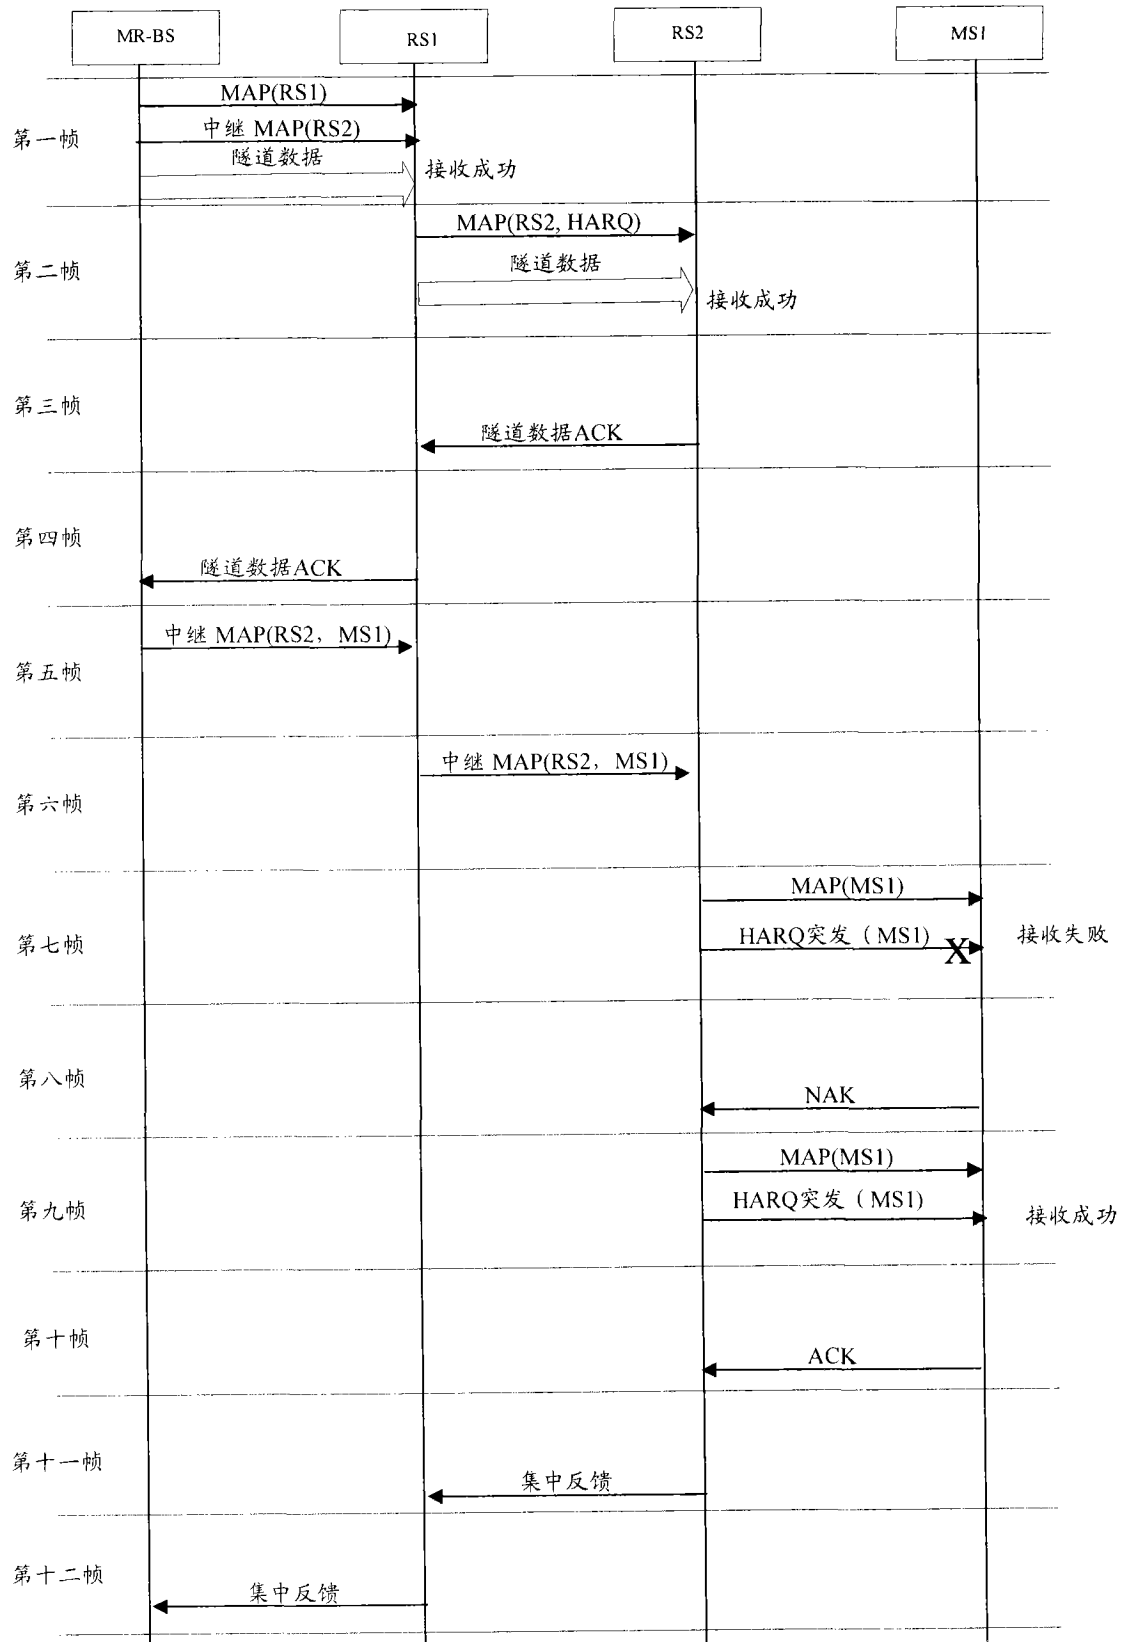 MR-BS
RS1
RS2
MS1
第一帧
MAP(RS1)
中继 MAP(RS2)
隧道数据
接收成功
第二帧
MAP(RS2, HARQ)
隧道数据
接收成功
第三帧
隧道数据ACK
第四帧
隧道数据ACK
第五帧
中继 MAP(RS2，MS1)
第六帧
中继 MAP(RS2，MS1)
第七帧
MAP(MS1)
HARQ突发（MS1)
X
接收失败
第八帧
NAK
第九帧
MAP(MS1)
HARQ突发（MS1)
接收成功
第十帧
ACK
第十一帧
集中反馈
第十二帧
集中反馈